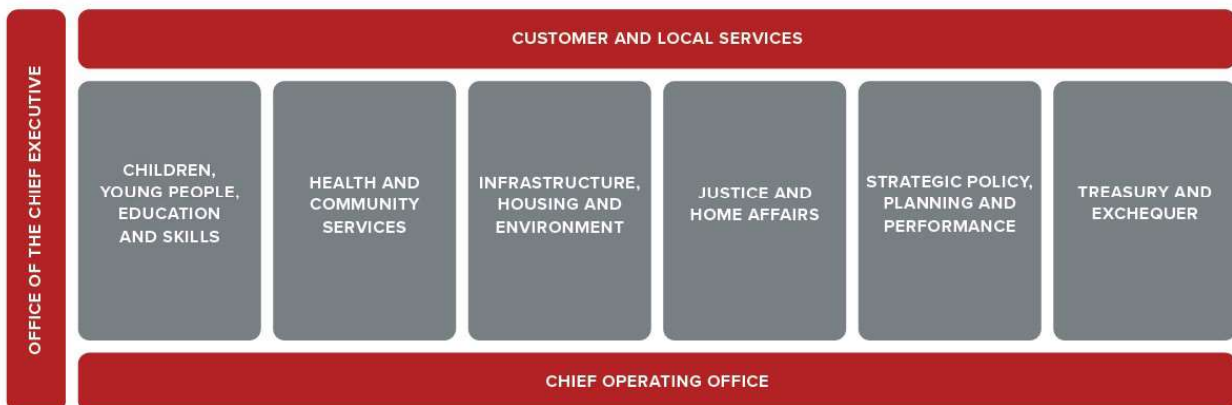 OFFICE OF THE CHIEF EXECUTIVE
CUSTOMER AND LOCAL SERVICES
CHILDREN,
YOUNG PEOPLE,
EDUCATION
AND SKILLS
HEALTH AND
COMMUNITY
SERVICES
INFRASTRUCTURE,
HOUSING AND
ENVIRONMENT
JUSTICE AND
HOME AFFAIRS
STRATEGIC POLICY,
PLANNING AND
PERFORMANCE
TREASURY AND
EXCHEQUER
CHIEF OPERATING OFFICE